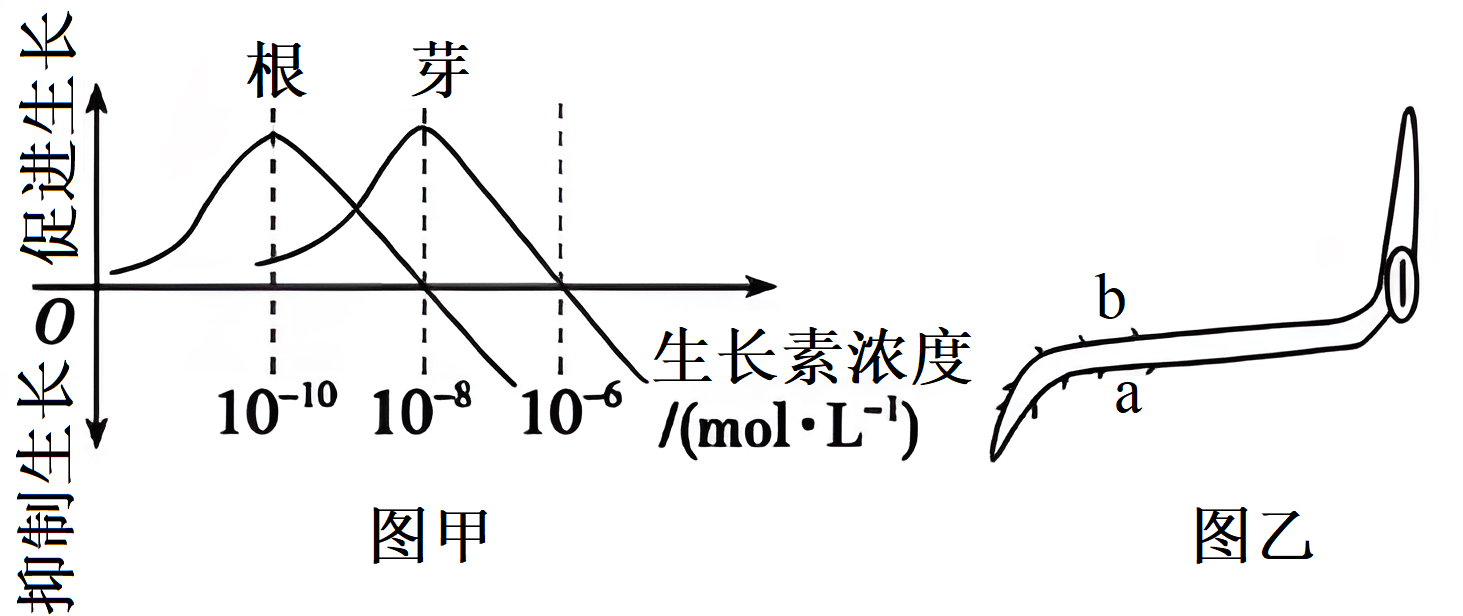 促进生长
抑制生长
根
芽
O
10⁻¹⁰
10⁻⁸
10⁻⁶
生长素浓度
/(mol·L⁻¹)
图甲
b
a
图乙